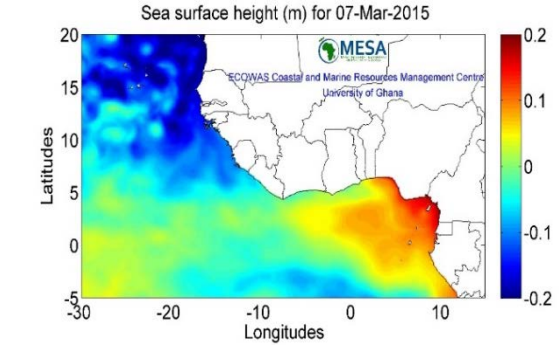 Sea surface height (m) for 07-Mar-2015
MESA
ECOWAS Coastal and Marine Resources Management Centre
University of Ghana
Latitudes
20
15
10
5
0
-5
-30
-20
-10
0
10
Longitudes
0.2
0.1
0
-0.1
-0.2